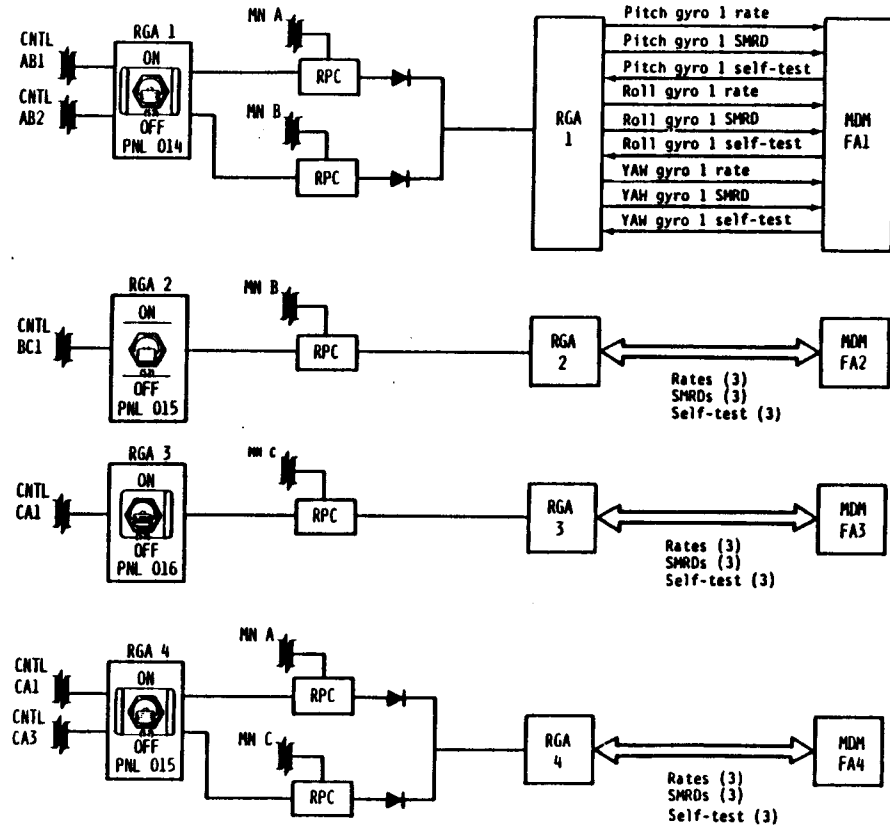 RGA 1
CNTL
AB1
CNTL
AB2
ON
OFF
PNL O14
MN A
RPC
MN B
RPC
RGA
1
Pitch gyro 1 rate
Pitch gyro 1 SMRD
Pitch gyro 1 self-test
Roll gyro 1 rate
Roll gyro 1 SMRD
Roll gyro 1 self-test
YAW gyro 1 rate
YAH gyro 1 SMRD
YAW gyro 1 self-test
MDM
FA1
RGA 2
CNTL
BC1
ON
OFF
PNL O15
MN B
RPC
RGA
2
Rates (3)
SMRDs (3)
Self-test (3)
MDM
FA2
RGA 3
CNTL
CA1
ON
OFF
PNL O16
MN C
RPC
RGA
3
Rates (3)
SMRDs (3)
Self-test (3)
MDM
FA3
RGA 4
CNTL
CA1
CNTL
CA3
ON
OFF
PNL O15
MN A
RPC
MN C
RPC
RGA
4
Rates (3)
SMRDs (3)
Self-test (3)
MDM
FA4